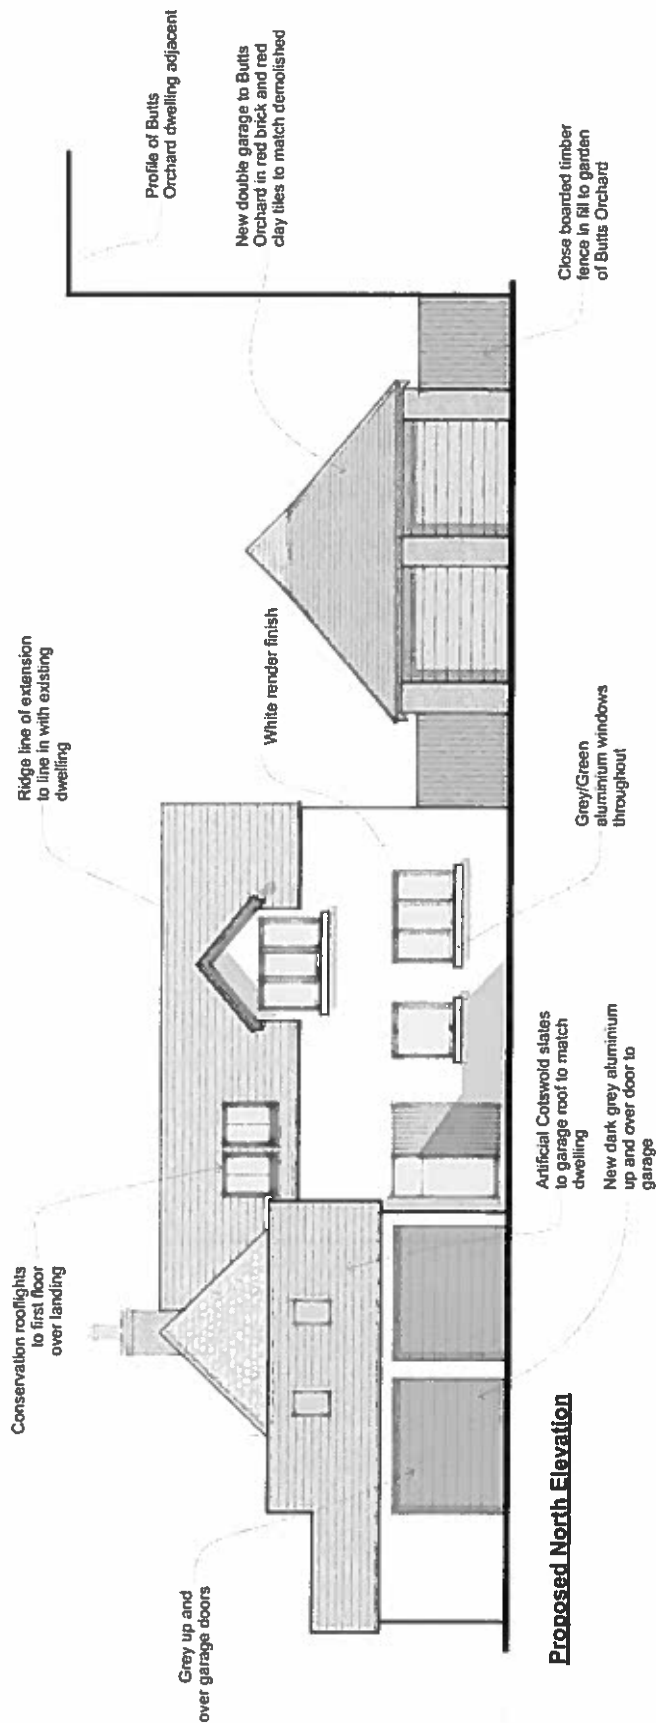 Grey up and
over garage doors
Conservation rooflights
to first floor
over landing
Ridge line of extension
to line in with existing
dwelling
White render finish
New double garage to Butts
Orchard in red brick and red
clay tiles to match demolished
Profile of Butts
Orchard dwelling adjacent
Artificial Cotswold slates
to garage roof to match
dwelling
New dark grey aluminium
up and over door to
garage
Grey/Green
aluminium windows
throughout
Close boarded timber
fence in fill to garden
of Butts Orchard
Proposed North Elevation